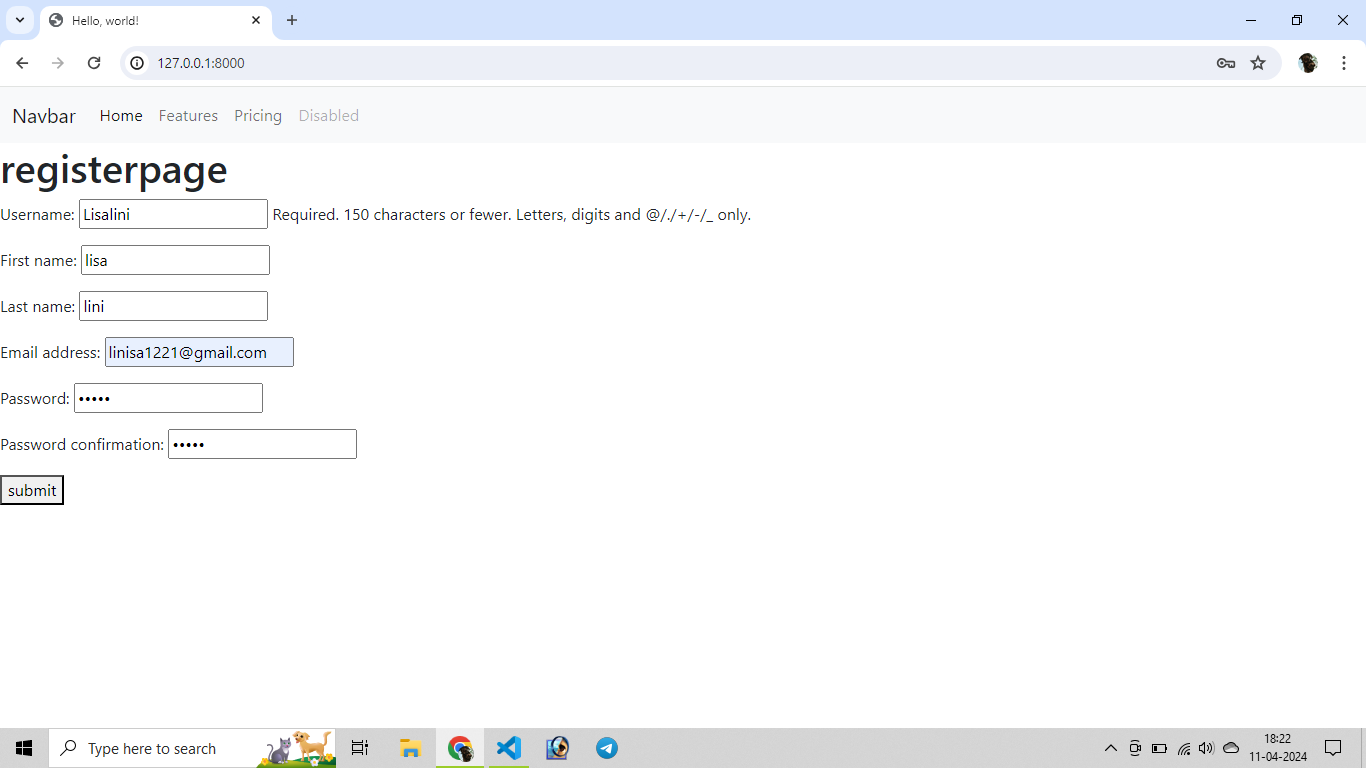 Hello, world!
127.0.0.1:8000
Navbar Home Features Pricing Disabled
registerpage
Username: Lisalini Required. 150 characters or fewer. Letters, digits and @/./+/-/_ only.
First name: lisa
Last name: lini
Email address: linisa1221@gmail.com
Password: •••••
Password confirmation: •••••
submit
Type here to search
18:22
11-04-2024